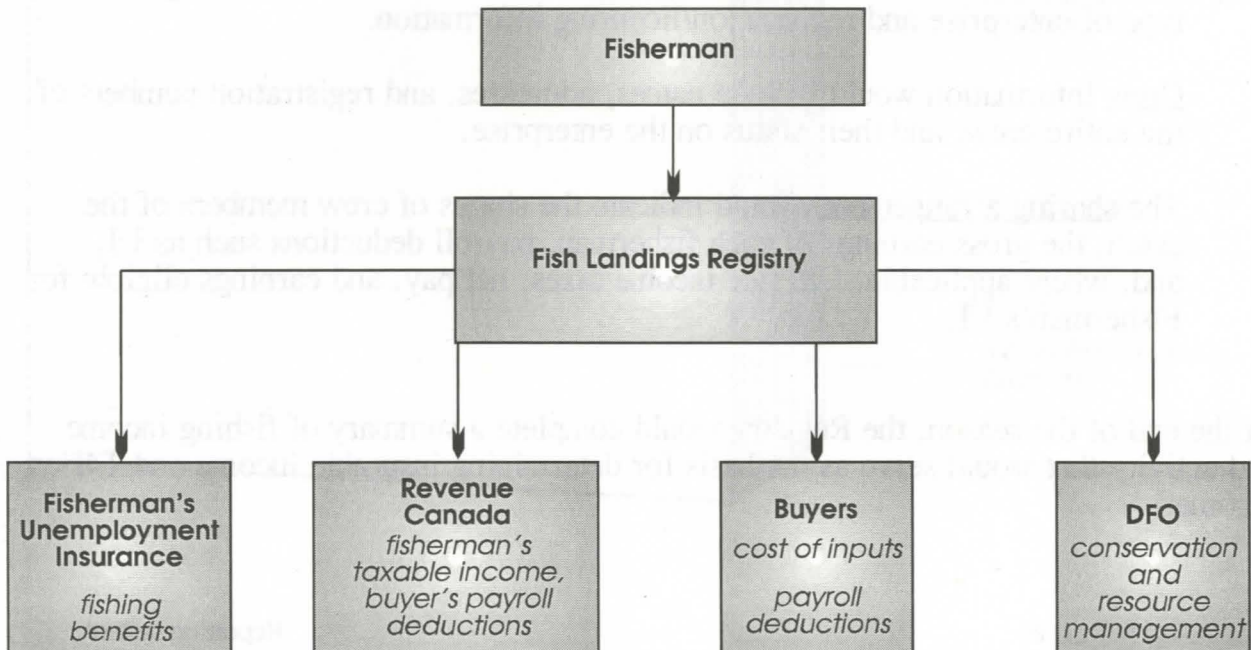 Fisherman
Fish Landings Registry
Fisherman's
Unemployment
Insurance
fishing
benefits
Revenue
Canada
fisherman's
taxable income,
buyer's payroll
deductions
Buyers
cost of inputs
payroll
deductions
DFO
conservation
and
resource
management